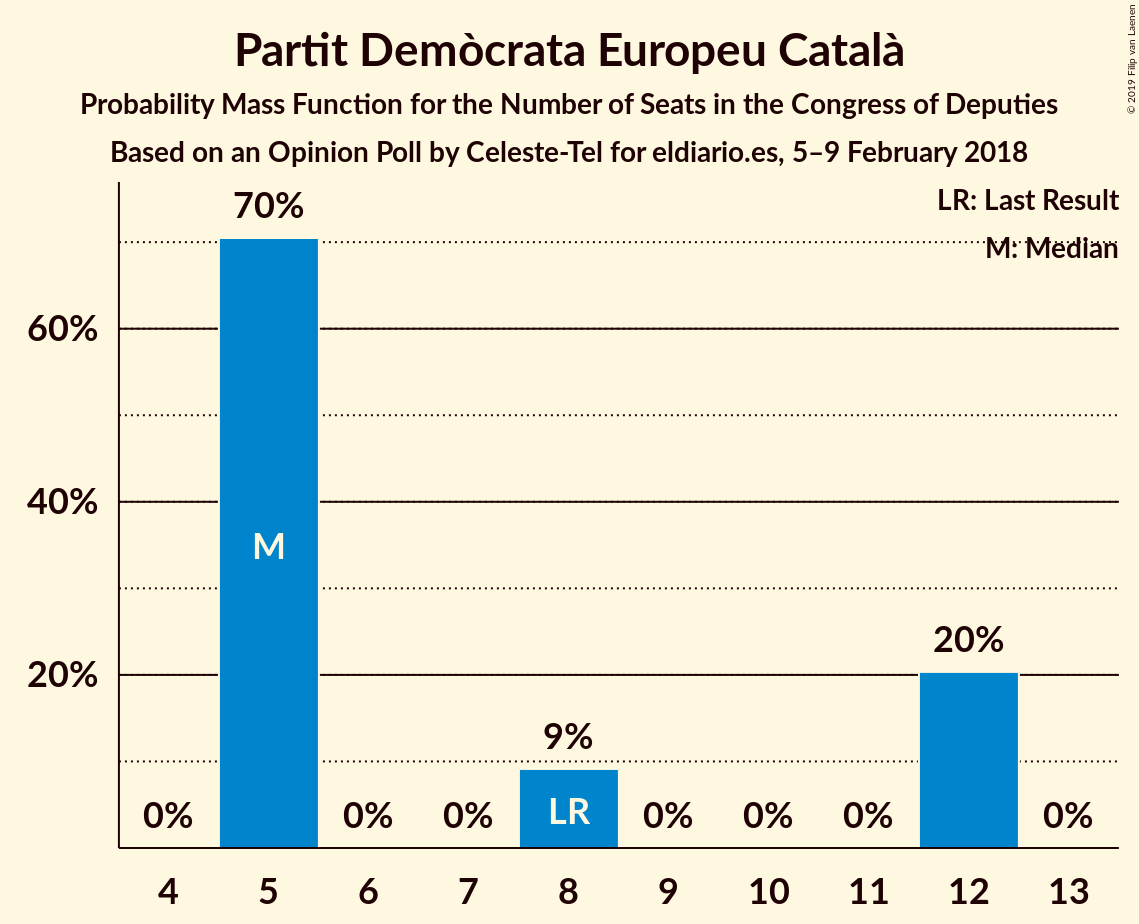 Partit Demòcrata Europeu Català
Probability Mass Function for the Number of Seats in the Congress of Deputies
Based on an Opinion Poll by Celeste-Tel for eldiario.es, 5–9 February 2018
© 2019 Filip van Laenen
LR: Last Result
M: Median
70%
60%
40%
20%
M
20%
9%
LR
0%
0%
0%
0%
0%
0%
0%
4 5 6 7 8 9 10 11 12 13